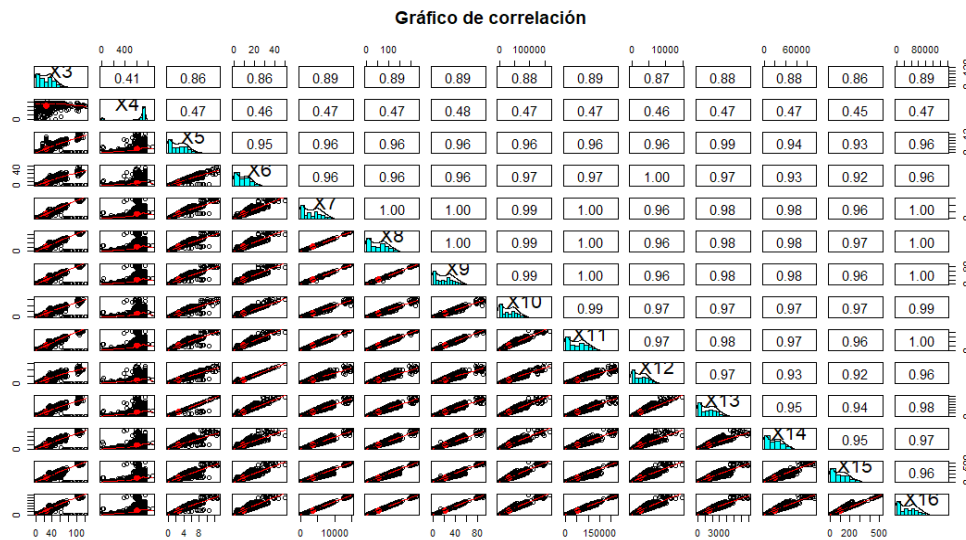 Gráfico de correlación
0 400 0 20 40 0 100 0 100000 0 10000 0 60000 0 80000
X3 0.41 0.86 0.86 0.89 0.89 0.89 0.88 0.89 0.87 0.88 0.88 0.86 0.89
0 X4 0.47 0.46 0.47 0.47 0.48 0.47 0.47 0.46 0.47 0.47 0.45 0.47
X5 0.95 0.96 0.96 0.96 0.96 0.96 0.96 0.99 0.94 0.93 0.96
0 40 X6 0.96 0.96 0.96 0.97 0.97 1.00 0.97 0.93 0.92 0.96
X7 1.00 1.00 0.99 1.00 0.96 0.98 0.98 0.96 1.00
0 X8 1.00 0.99 1.00 0.96 0.98 0.98 0.97 1.00
X9 0.99 1.00 0.96 0.98 0.98 0.96 1.00
0 X10 0.99 0.97 0.97 0.97 0.97 0.99
X11 0.97 0.98 0.97 0.96 1.00
0 X12 0.97 0.93 0.92 0.96
X13 0.95 0.94 0.98
0 X14 0.95 0.97
X15 0.96
0 X16
0 40 100 0 4 8 0 10000 0 40 80 0 150000 0 3000 0 200 500